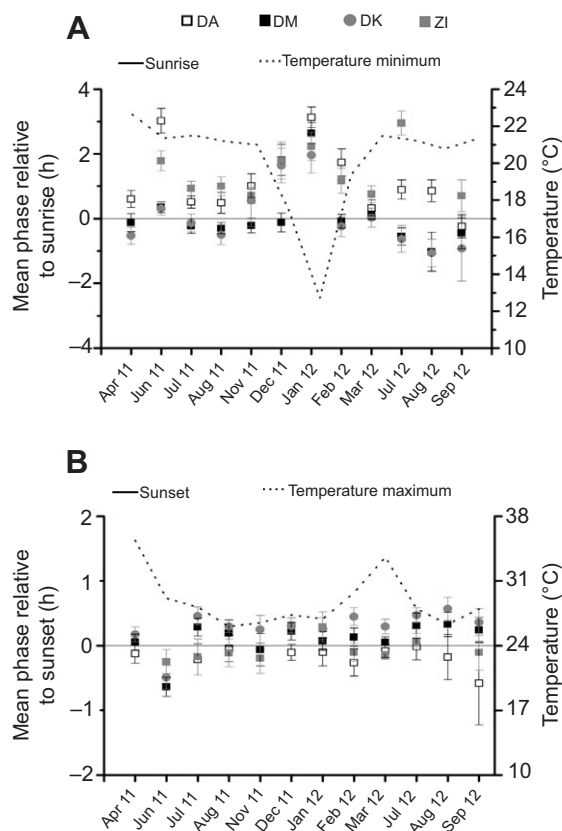 DA DM DK ZI
A
Sunrise Temperature minimum
4
2
0
–2
–4
Mean phase relative
to sunrise (h)
24
22
20
18
16
14
12
10
Temperature (°C)
Apr 11 Jun 11 Jul 11 Aug 11 Nov 11 Dec 11 Jan 12 Feb 12 Mar 12 Jul 12 Aug 12 Sep 12
B
Sunset Temperature maximum
2
1
0
–1
–2
Mean phase relative
to sunset (h)
38
31
24
17
10
Temperature (°C)
Apr 11 Jun 11 Jul 11 Aug 11 Nov 11 Dec 11 Jan 12 Feb 12 Mar 12 Jul 12 Aug 12 Sep 12